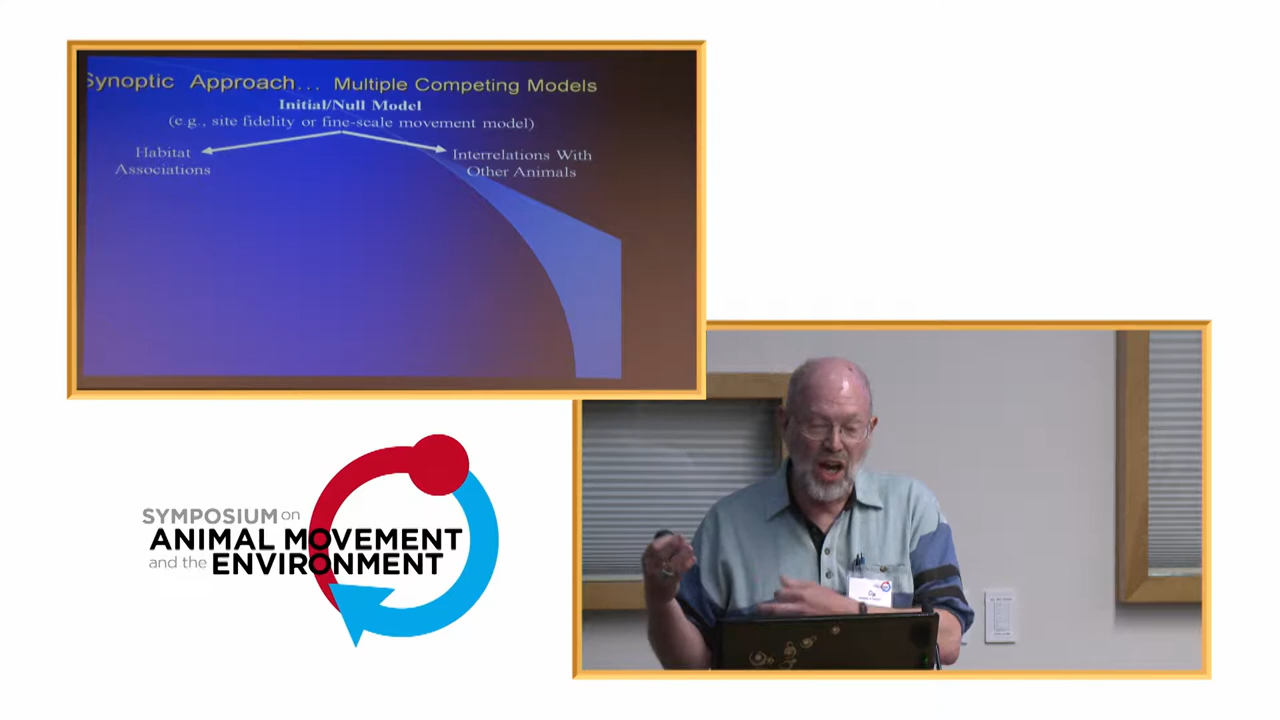 Synoptic Approach... Multiple Competing Models
Initial/Null Model
(e.g., site fidelity or fine-scale movement model)
Habitat
Associations
Interrelations With
Other Animals
SYMPOSIUM on
ANIMAL MOVEMENT
and the ENVIRONMENT